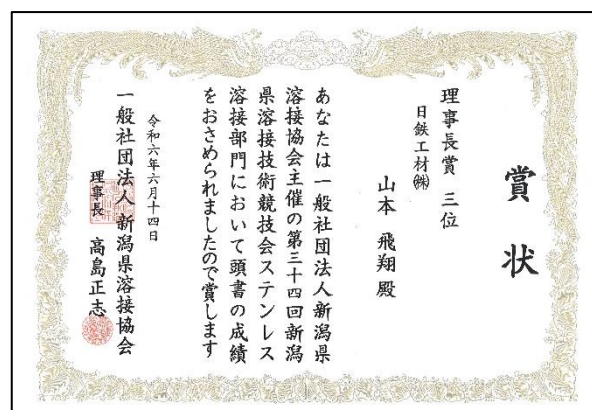 賞状
理事長賞 三位
日鉄工材㈱
山本 飛翔 殿
あなたは一般社団法人新潟県
溶接協会主催の第三十四回新潟
県溶接技術競技会ステンレス
溶接部門において頭書の成績
をおさめられましたので賞します
令和六年六月十四日
一般社団法人 新潟県溶接協会
理事長 高島正志